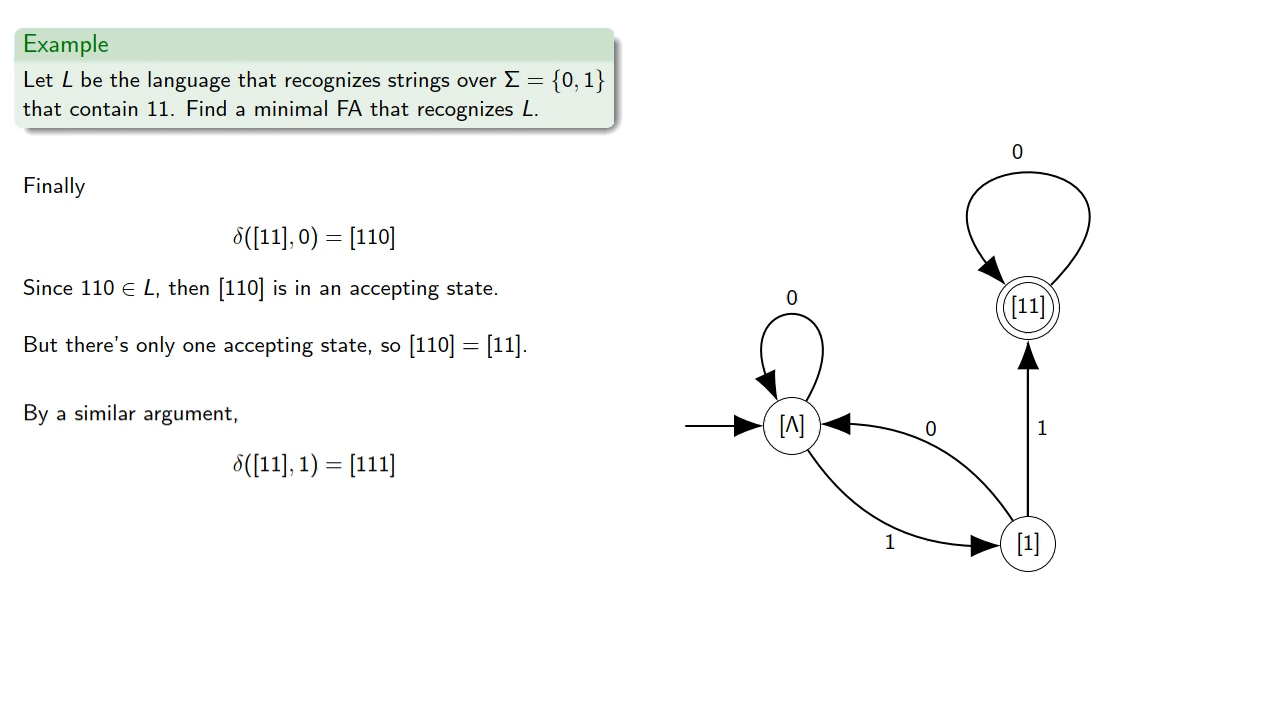 Example
Let L be the language that recognizes strings over Σ = {0, 1}
that contain 11. Find a minimal FA that recognizes L.
Finally
δ([11], 0) = [110]
Since 110 ∈ L, then [110] is in an accepting state.
But there's only one accepting state, so [110] = [11].
By a similar argument,
δ([11], 1) = [111]
0
[11]
0
[Λ]
0
1
1
[1]